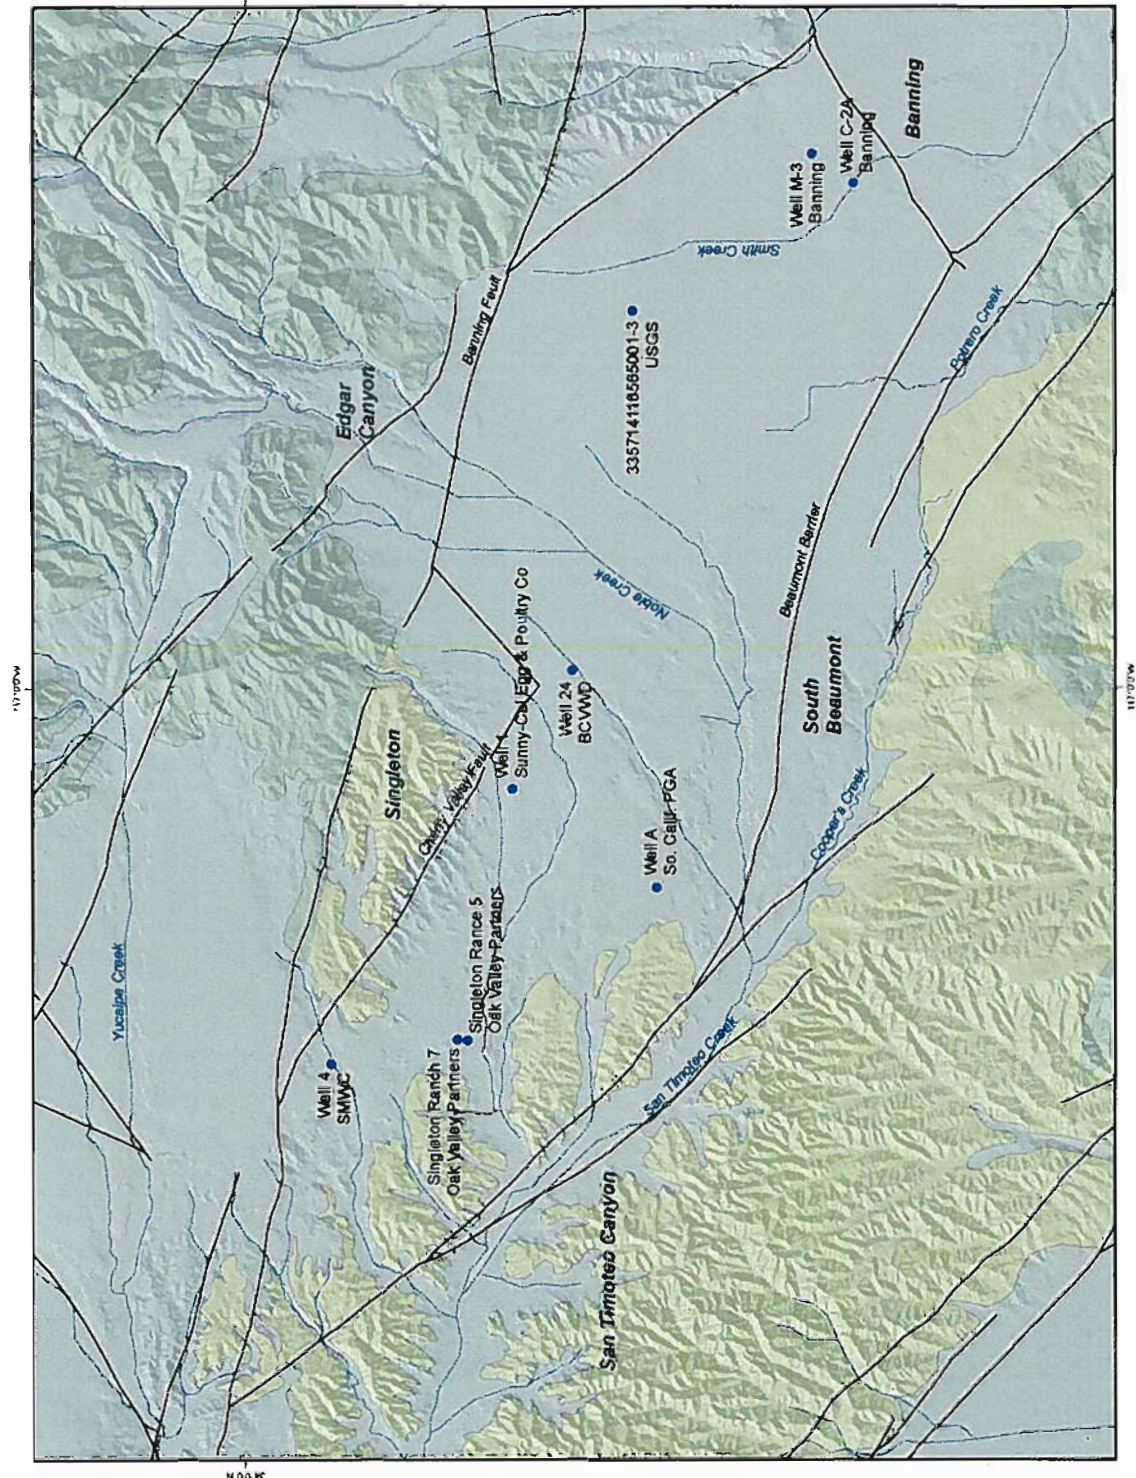 Banning
Well C-2A
Banning
Well M-3
Banning
Smith Creek
Potrero Creek
335714116565001-3
USGS
Banning Fault
Edgar
Canyon
Beaumont Barrier
Noble Creek
South
Beaumont
Well 24
BCVWD
Well 1
Sunny-Cal Egg & Poultry Co
Singleton
Cherry Valley Fault
Well A
So. Calif. PGA
Cooper's Creek
Yucaipa Creek
Singleton Rance 5
Oak Valley Partners
Singleton Ranch 7
Oak Valley Partners
Well 4
SMWC
San Timoteo Creek
San Timoteo Canyon
117°00'W